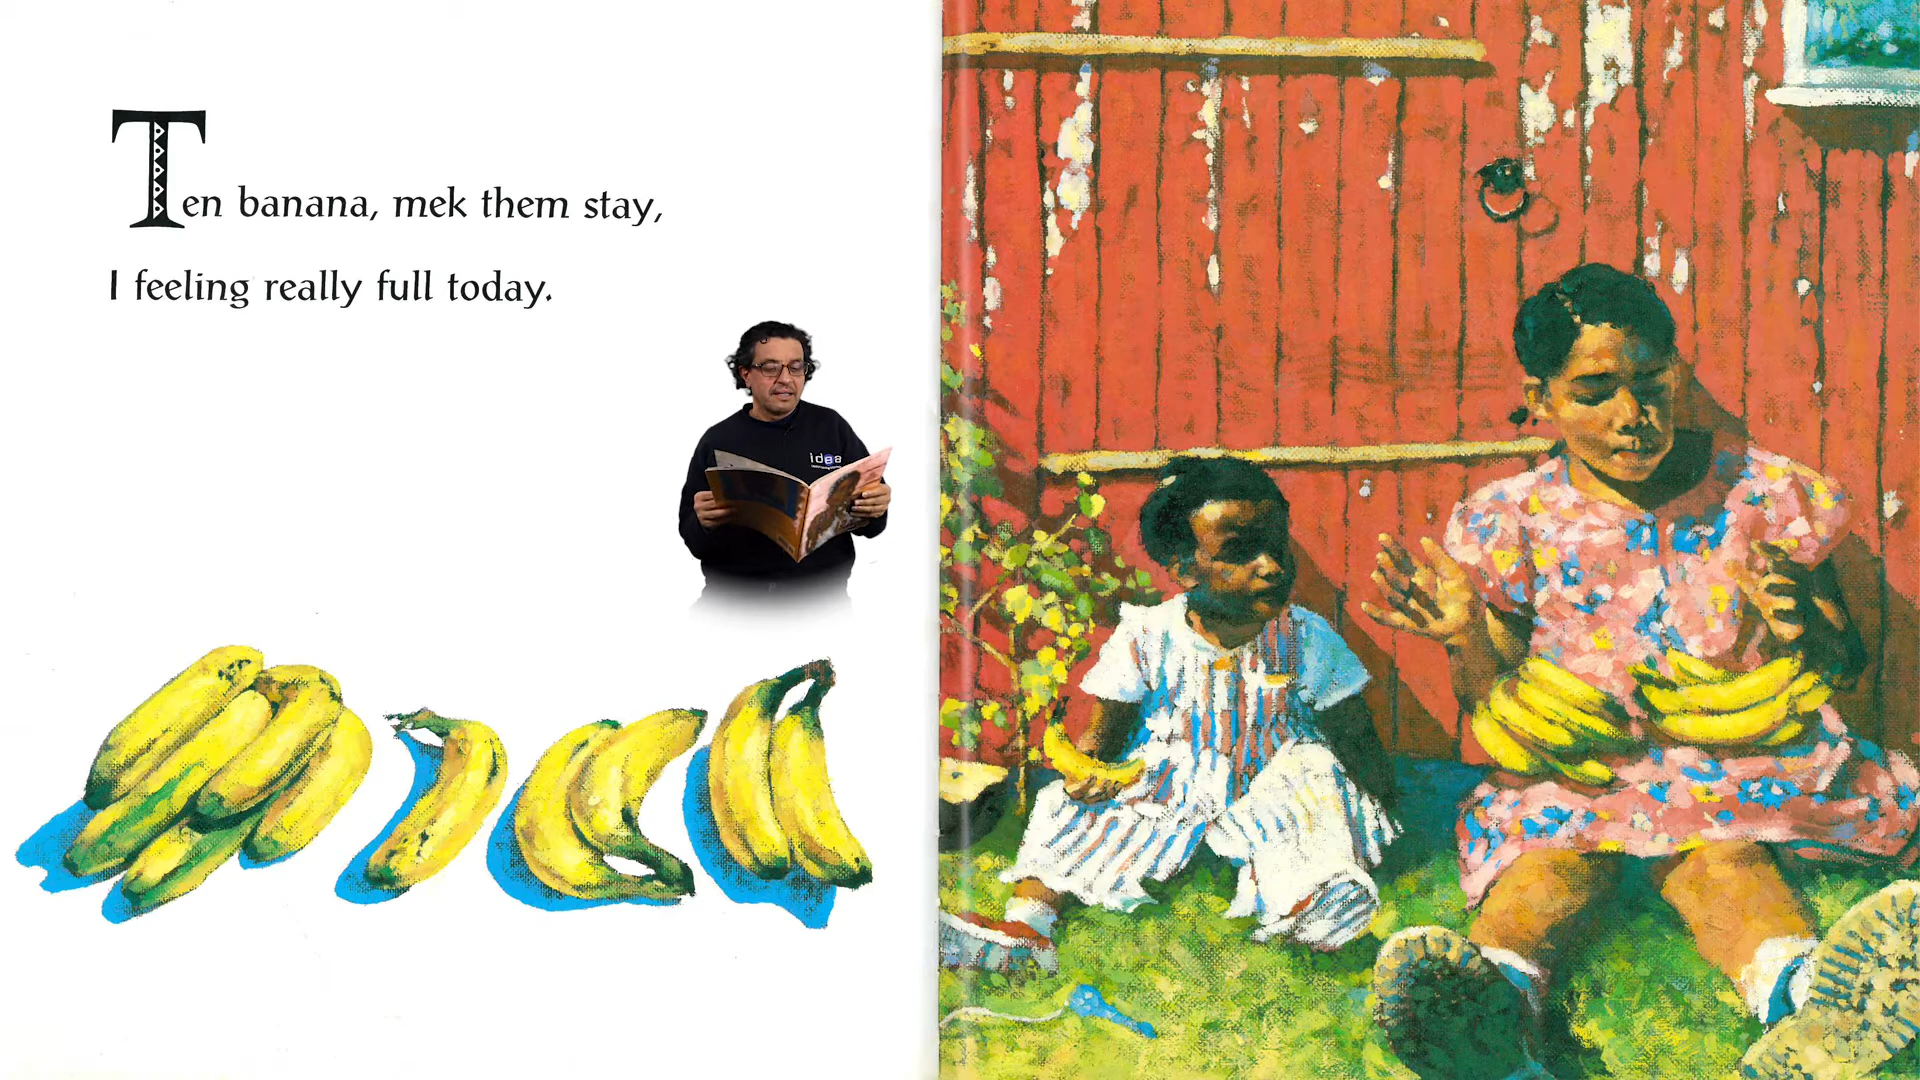 Ten banana, mek them stay,
I feeling really full today.
idea